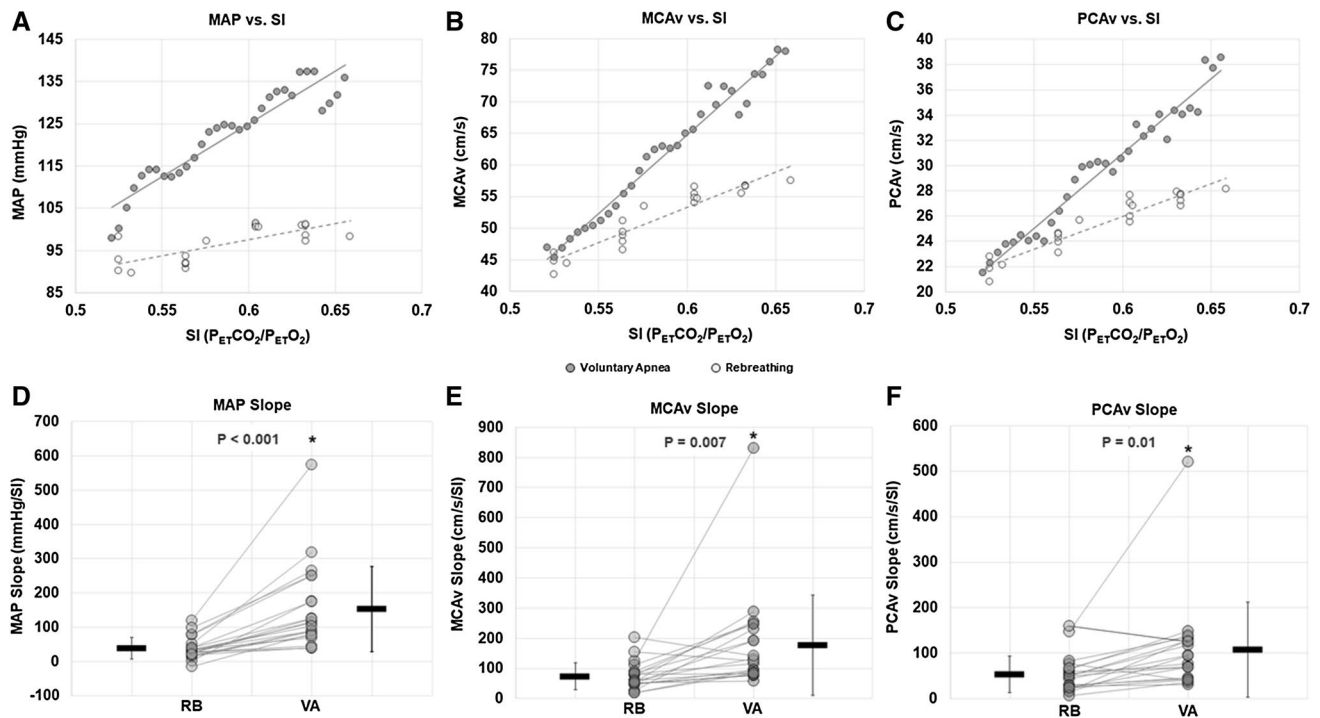 A
MAP vs. SI
145
135
125
115
105
95
85
MAP (mmHg)
0.5
0.55
0.6
0.65
0.7
SI (PETCO2/PETO2)
B
MCAv vs. SI
80
75
70
65
60
55
50
45
40
MCAv (cm/s)
0.5
0.55
0.6
0.65
0.7
SI (PETCO2/PETO2)
C
PCAv vs. SI
40
38
36
34
32
30
28
26
24
22
20
PCAv (cm/s)
0.5
0.55
0.6
0.65
0.7
SI (PETCO2/PETO2)
Voluntary Apnea
Rebreathing
D
MAP Slope
700
600
500
400
300
200
100
0
-100
MAP Slope (mmHg/SI)
P < 0.001
*
RB
VA
E
MCAv Slope
900
800
700
600
500
400
300
200
100
0
MCAv Slope (cm/s/SI)
P = 0.007
*
RB
VA
F
PCAv Slope
600
500
400
300
200
100
0
PCAv Slope (cm/s/SI)
P = 0.01
*
RB
VA